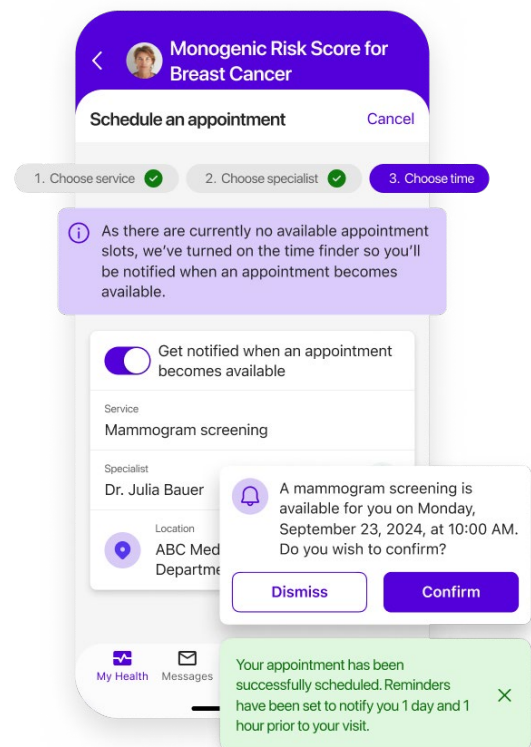 Monogenic Risk Score for
Breast Cancer
Schedule an appointment
Cancel
1. Choose service
2. Choose specialist
3. Choose time
As there are currently no available appointment
slots, we’ve turned on the time finder so you’ll
be notified when an appointment becomes
available.
Get notified when an appointment
becomes available
Service
Mammogram screening
Specialist
Dr. Julia Bauer
Location
ABC Med
Departme
A mammogram screening is
available for you on Monday,
September 23, 2024, at 10:00 AM.
Do you wish to confirm?
Dismiss
Confirm
My Health
Messages
Your appointment has been
successfully scheduled. Reminders
have been set to notify you 1 day and 1
hour prior to your visit.